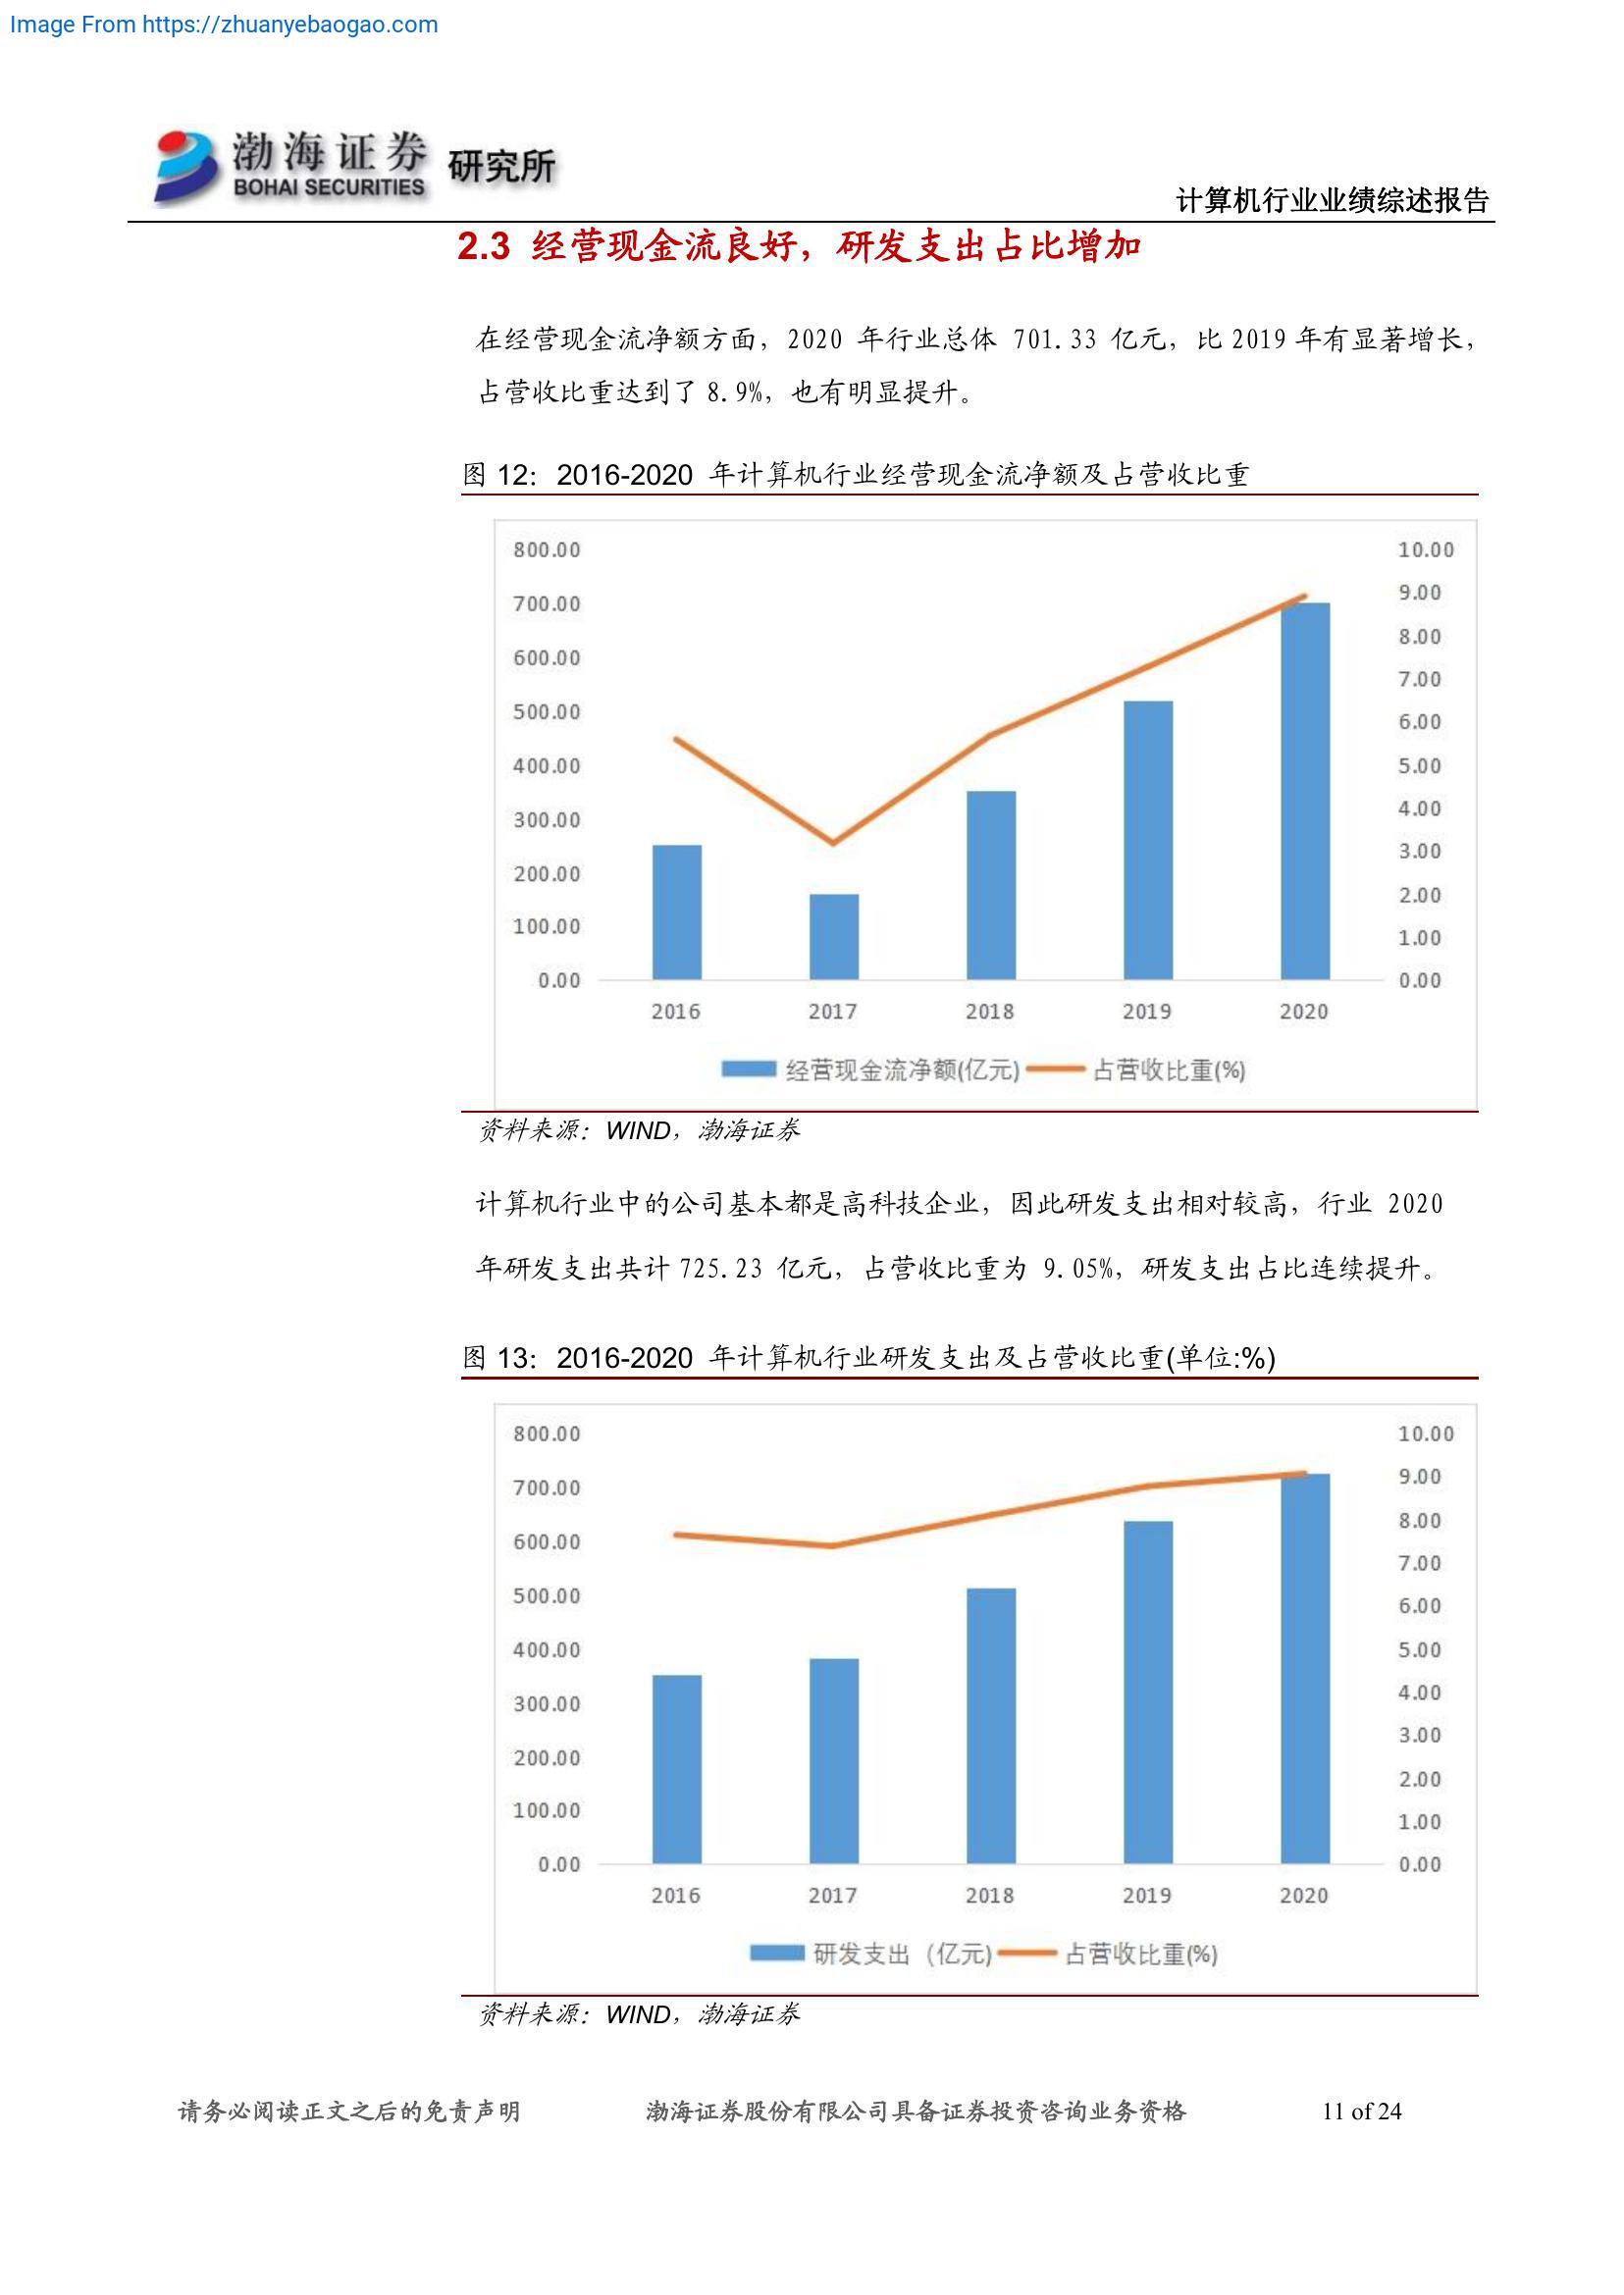 Image From https://zhuanyebaogao.com
渤海证券 研究所
BOHAI SECURITIES
计算机行业业绩综述报告
2.3 经营现金流良好，研发支出占比增加
在经营现金流净额方面，2020 年行业总体 701.33 亿元，比 2019 年有显著增长，
占营收比重达到了 8.9%，也有明显提升。
图 12：2016-2020 年计算机行业经营现金流净额及占营收比重
800.00 10.00
700.00 9.00
600.00 8.00
500.00 7.00
400.00 6.00
300.00 5.00
200.00 4.00
100.00 3.00
0.00 2.00
1.00
0.00
2016 2017 2018 2019 2020
经营现金流净额(亿元) 占营收比重(%)
资料来源：WIND，渤海证券
计算机行业中的公司基本都是高科技企业，因此研发支出相对较高，行业 2020
年研发支出共计 725.23 亿元，占营收比重为 9.05%，研发支出占比连续提升。
图 13：2016-2020 年计算机行业研发支出及占营收比重(单位:%)
800.00 10.00
700.00 9.00
600.00 8.00
500.00 7.00
400.00 6.00
300.00 5.00
200.00 4.00
100.00 3.00
0.00 2.00
1.00
0.00
2016 2017 2018 2019 2020
研发支出（亿元) 占营收比重(%)
资料来源：WIND，渤海证券
请务必阅读正文之后的免责声明 渤海证券股份有限公司具备证券投资咨询业务资格 11 of 24